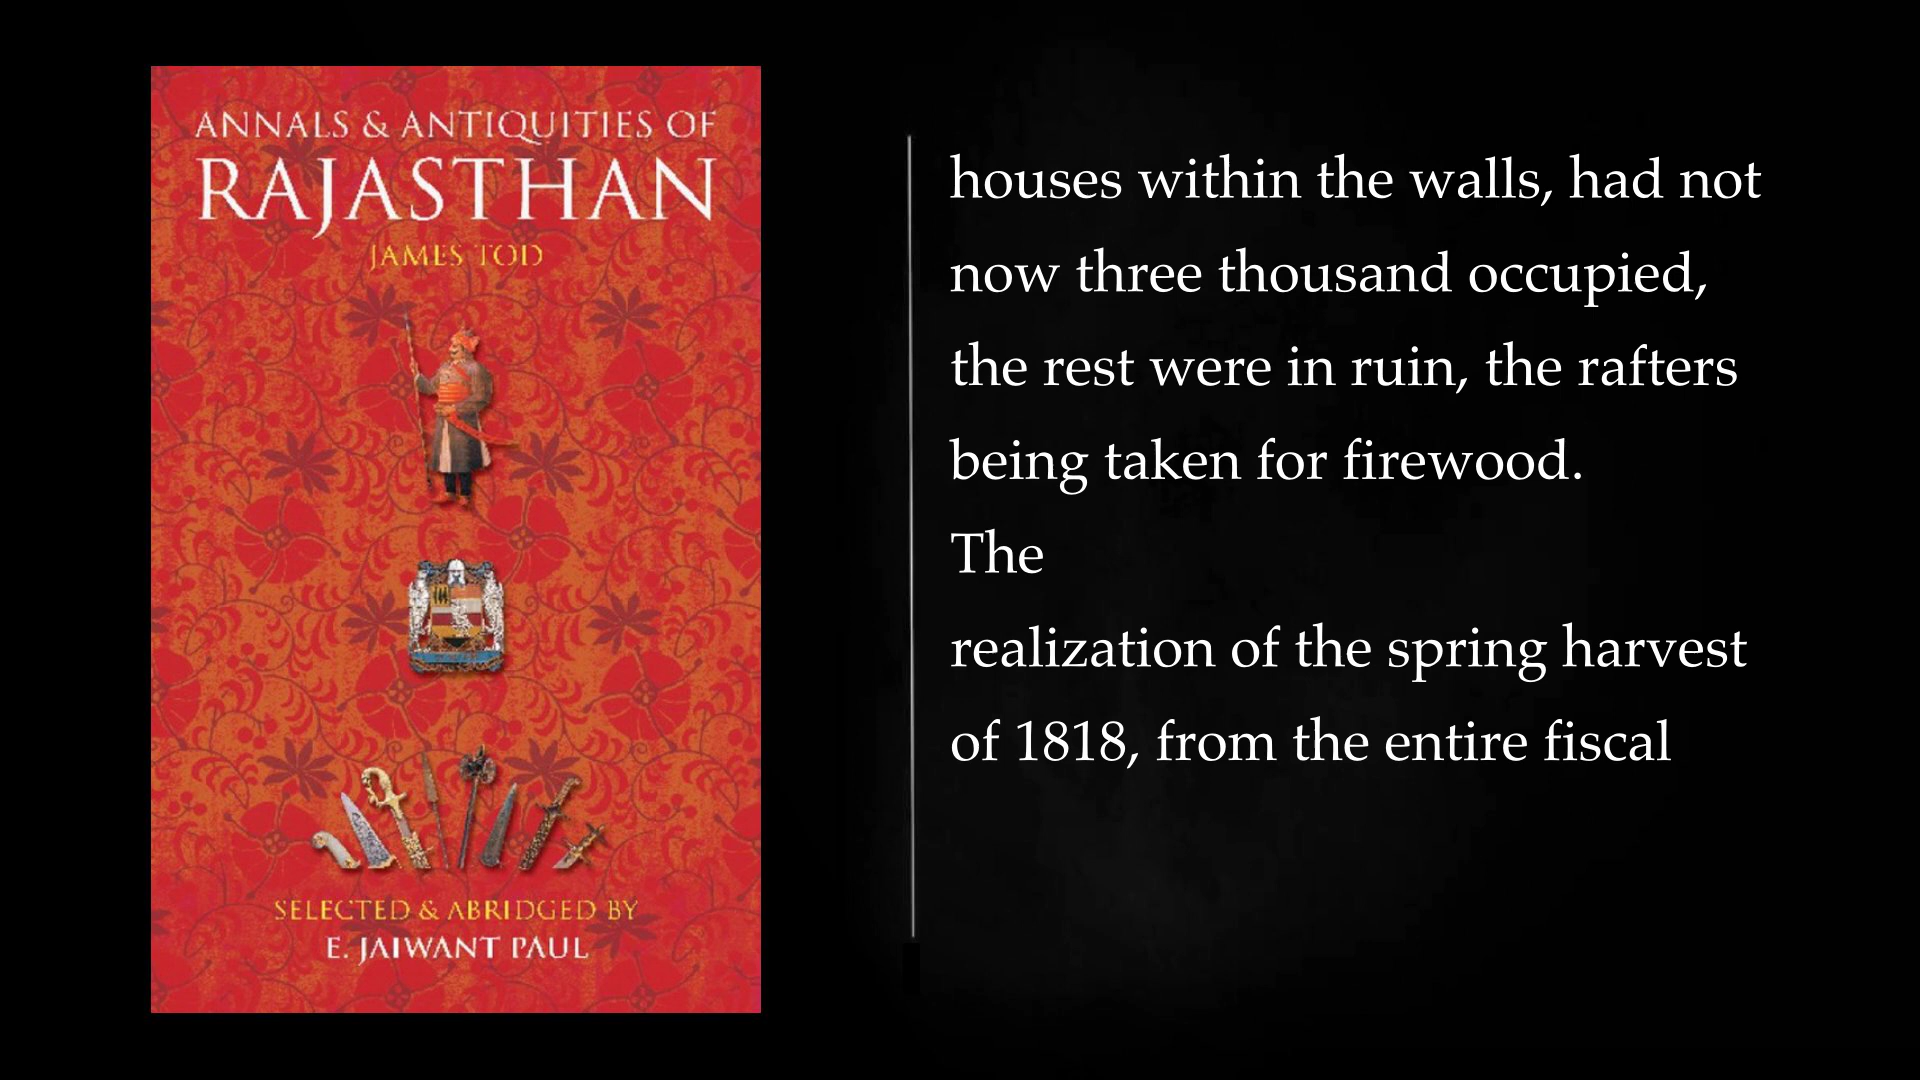 ANNALS & ANTIQUITIES OF
RAJASTHAN
JAMES TOD
SELECTED & ABRIDGED BY
E. JAIWANT PAUL
houses within the walls, had not
now three thousand occupied,
the rest were in ruin, the rafters
being taken for firewood.
The
realization of the spring harvest
of 1818, from the entire fiscal